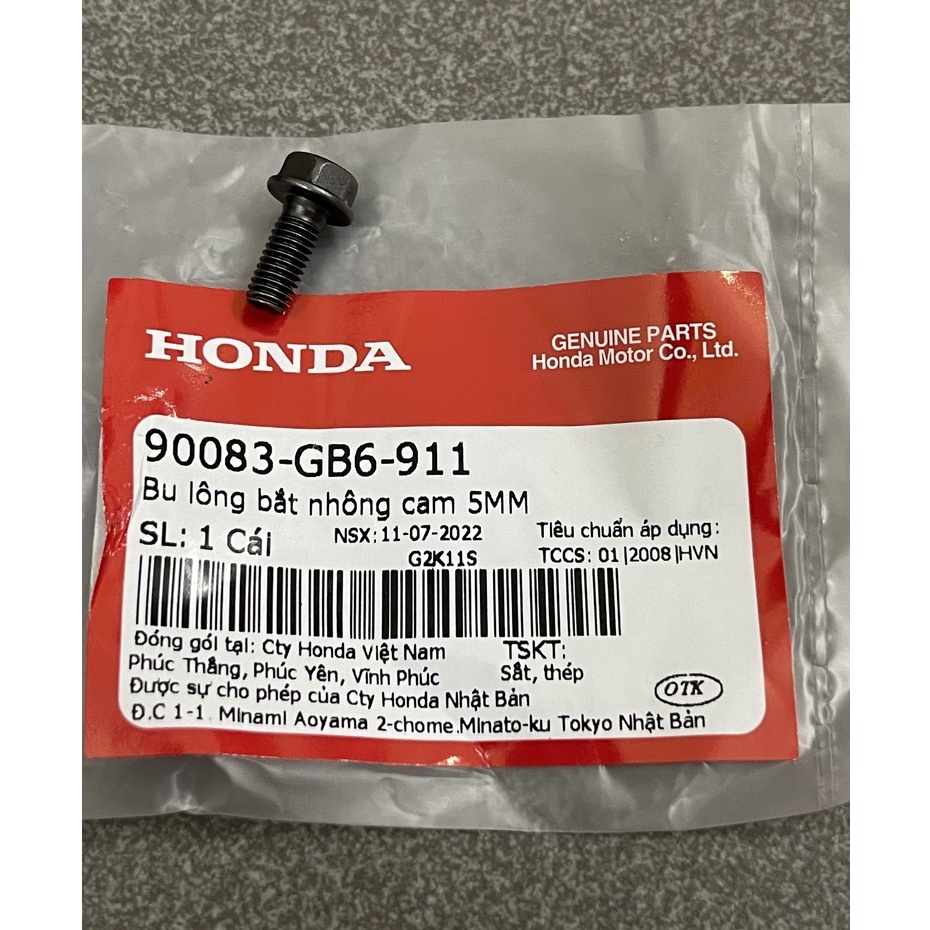 HONDA
GENUINE PARTS
Honda Motor Co., Ltd.
90083-GB6-911
Bu lông bắt nhông cam 5MM
SL: 1 Cái
NSX: 11-07-2022
G2K11S
Tiêu chuẩn áp dụng:
TCCS: 01|2008|HVN
Đóng gói tại: Cty Honda Việt Nam
Phúc Thắng, Phúc Yên, Vĩnh Phúc
TSKT:
Sắt, thép
Được sự cho phép của Cty Honda Nhật Bản
Đ.C 1-1. Minami Aoyama 2-chome.Minato-ku Tokyo Nhật Bản
OTK